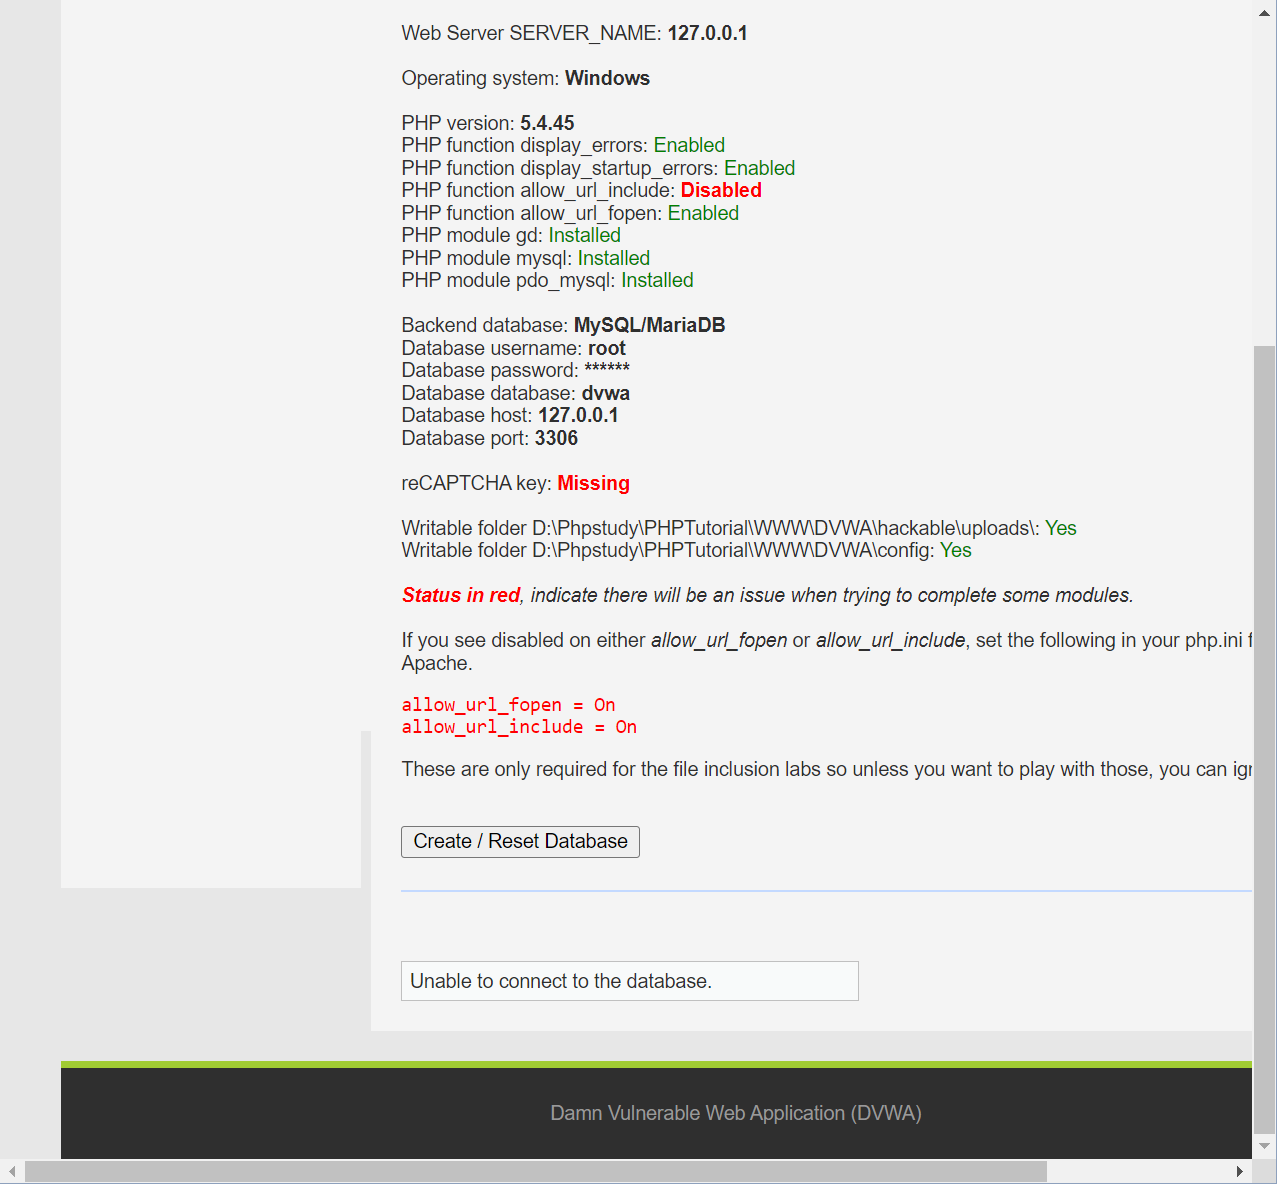 Web Server SERVER_NAME: 127.0.0.1
Operating system: Windows
PHP version: 5.4.45
PHP function display_errors: Enabled
PHP function display_startup_errors: Enabled
PHP function allow_url_include: Disabled
PHP function allow_url_fopen: Enabled
PHP module gd: Installed
PHP module mysql: Installed
PHP module pdo_mysql: Installed
Backend database: MySQL/MariaDB
Database username: root
Database password: ******
Database database: dvwa
Database host: 127.0.0.1
Database port: 3306
reCAPTCHA key: Missing
Writable folder D:\Phpstudy\PHPTutorial\WWW\DVWA\hackable\uploads\: Yes
Writable folder D:\Phpstudy\PHPTutorial\WWW\DVWA\config: Yes
Status in red, indicate there will be an issue when trying to complete some modules.
If you see disabled on either allow_url_fopen or allow_url_include, set the following in your php.ini
Apache.
allow_url_fopen = On
allow_url_include = On
These are only required for the file inclusion labs so unless you want to play with those, you can
Create / Reset Database
Unable to connect to the database.
Damn Vulnerable Web Application (DVWA)